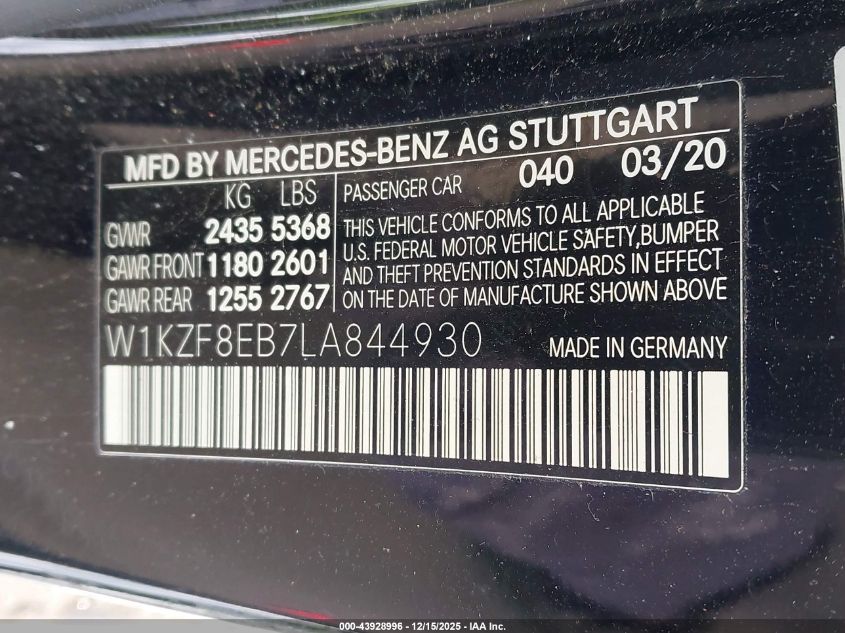 MFD BY MERCEDES-BENZ AG STUTTGART
KG LBS
GVWR 2435 5368
GAWR FRONT 1180 2601
GAWR REAR 1255 2767
PASSENGER CAR 040 03/20
THIS VEHICLE CONFORMS TO ALL APPLICABLE
U.S. FEDERAL MOTOR VEHICLE SAFETY,BUMPER
AND THEFT PREVENTION STANDARDS IN EFFECT
ON THE DATE OF MANUFACTURE SHOWN ABOVE
W1KZF8EB7LA844930 MADE IN GERMANY
000-43928996 - 12/15/2025 - IAA Inc.